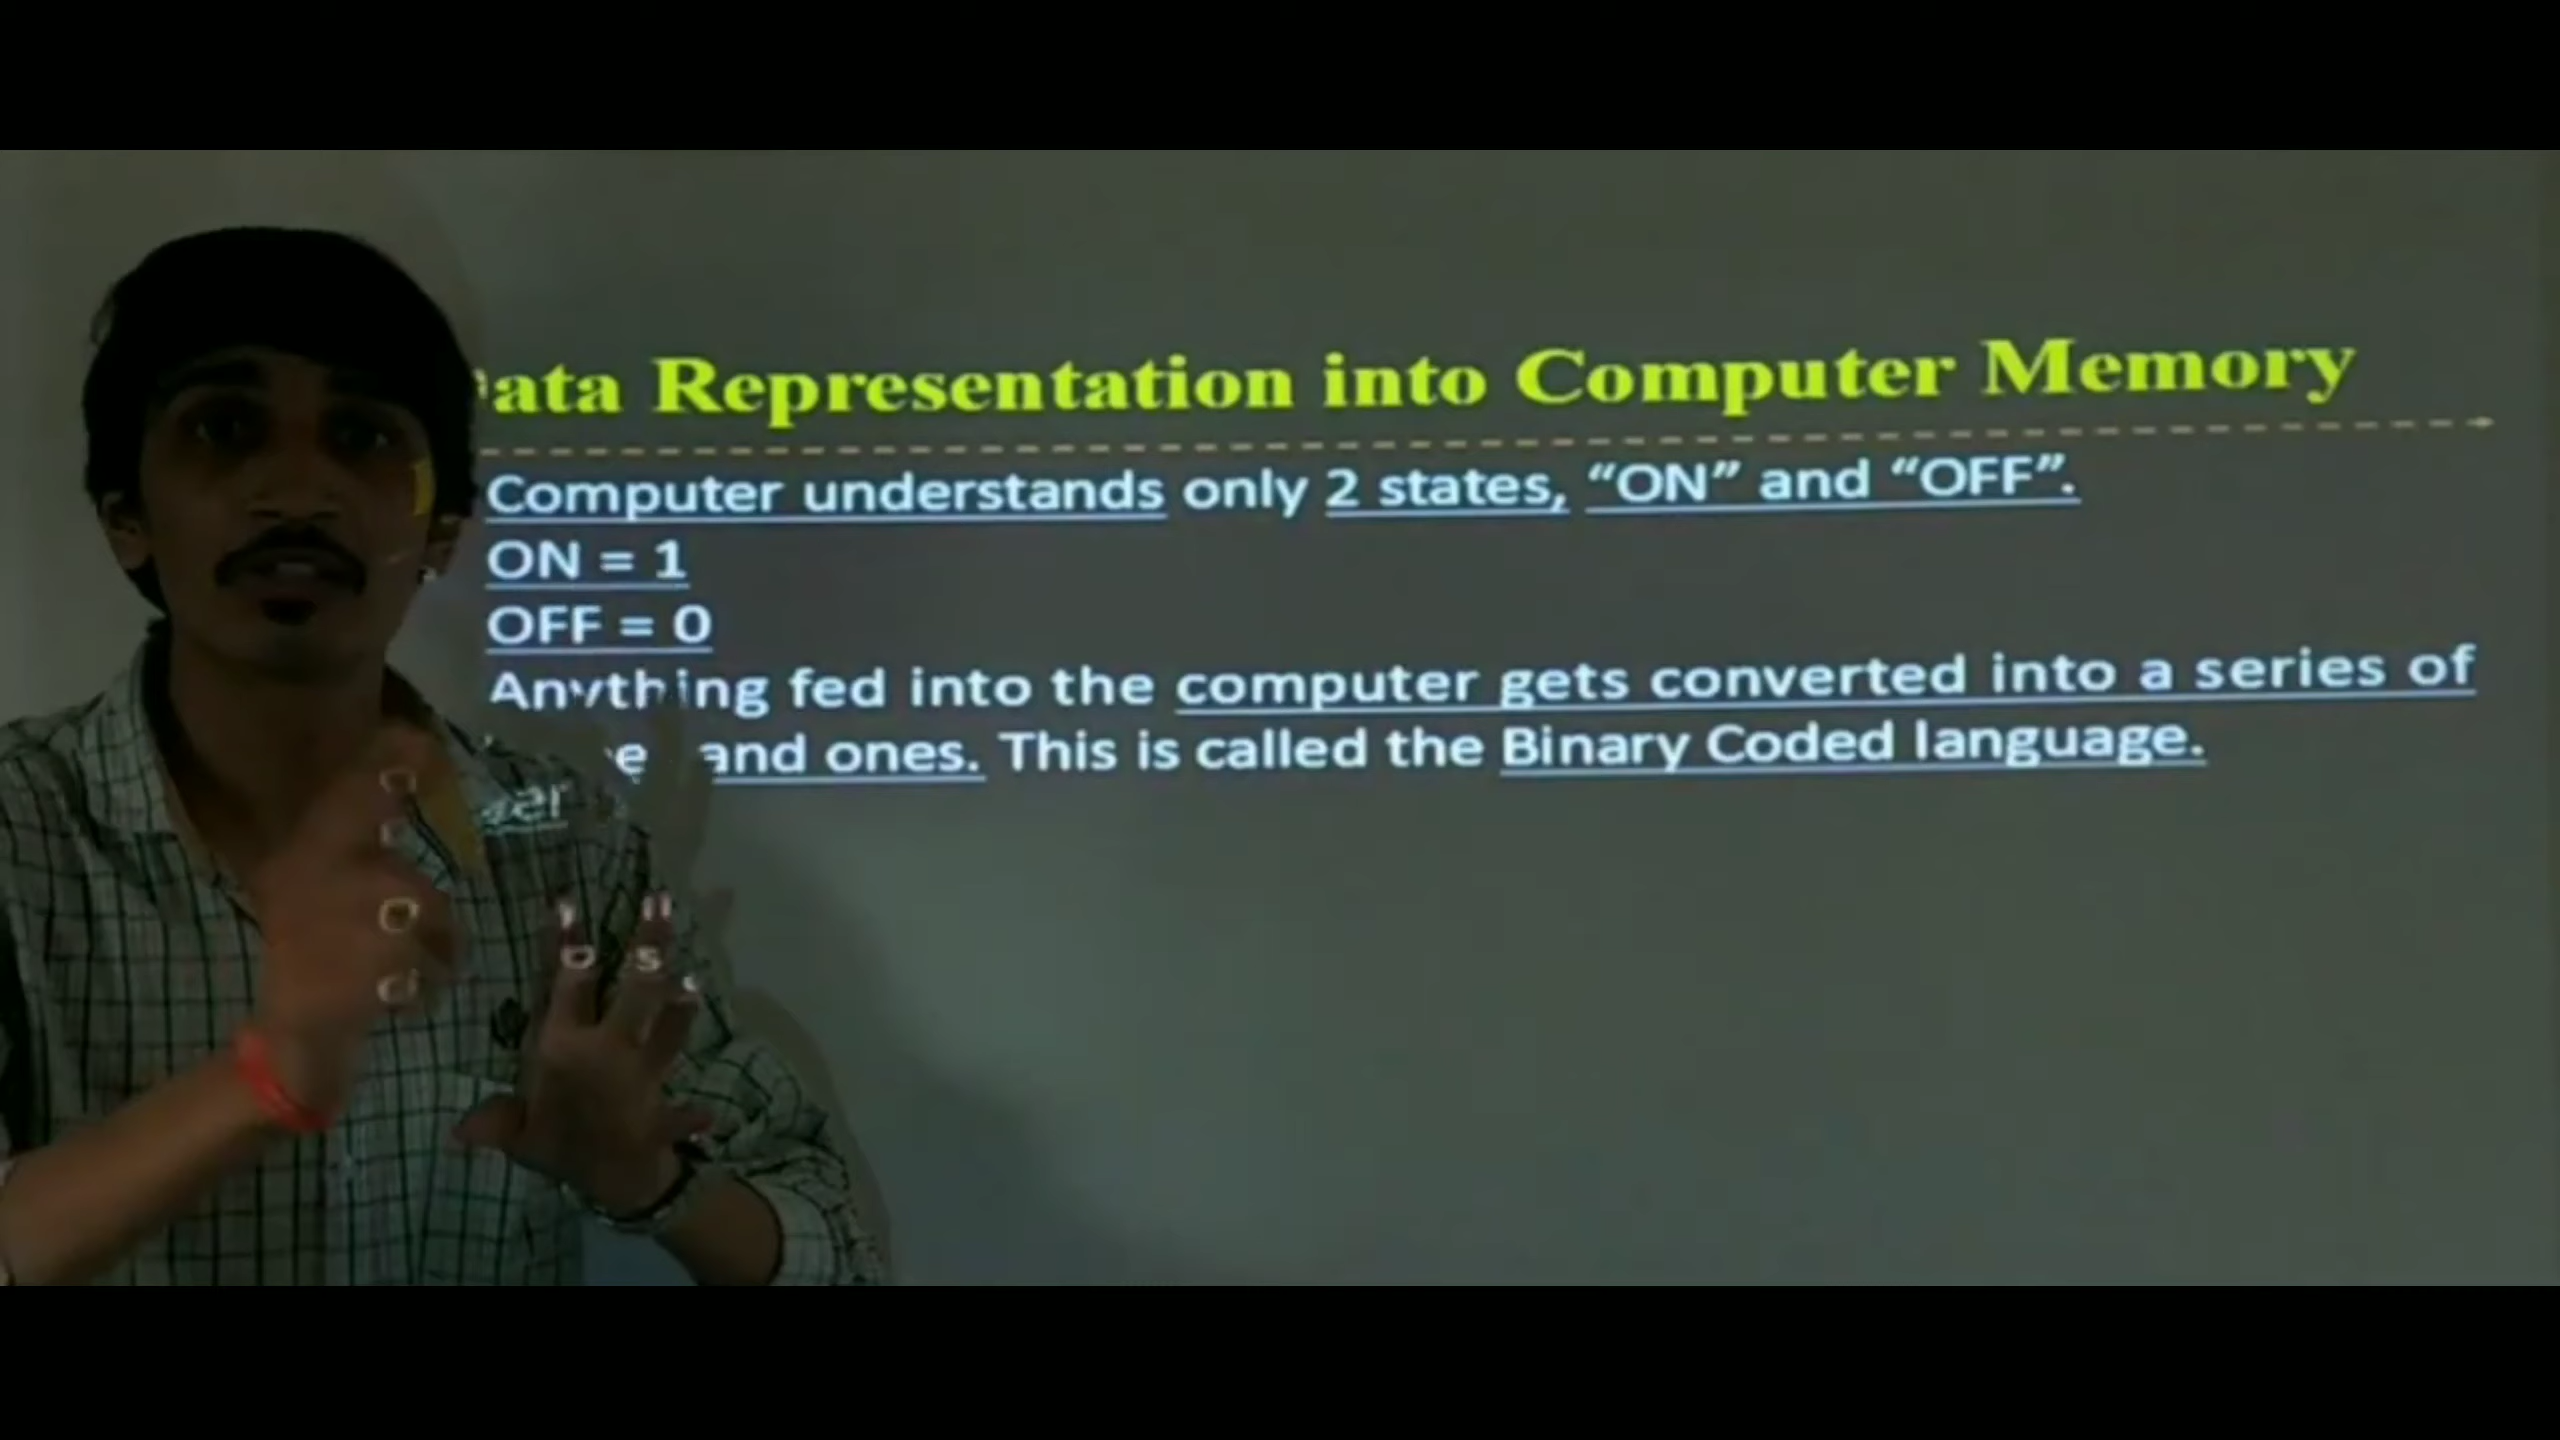 Data Representation into Computer Memory
Computer understands only 2 states, “ON” and “OFF”.
ON = 1
OFF = 0
Anything fed into the computer gets converted into a series of
and ones. This is called the Binary Coded language.